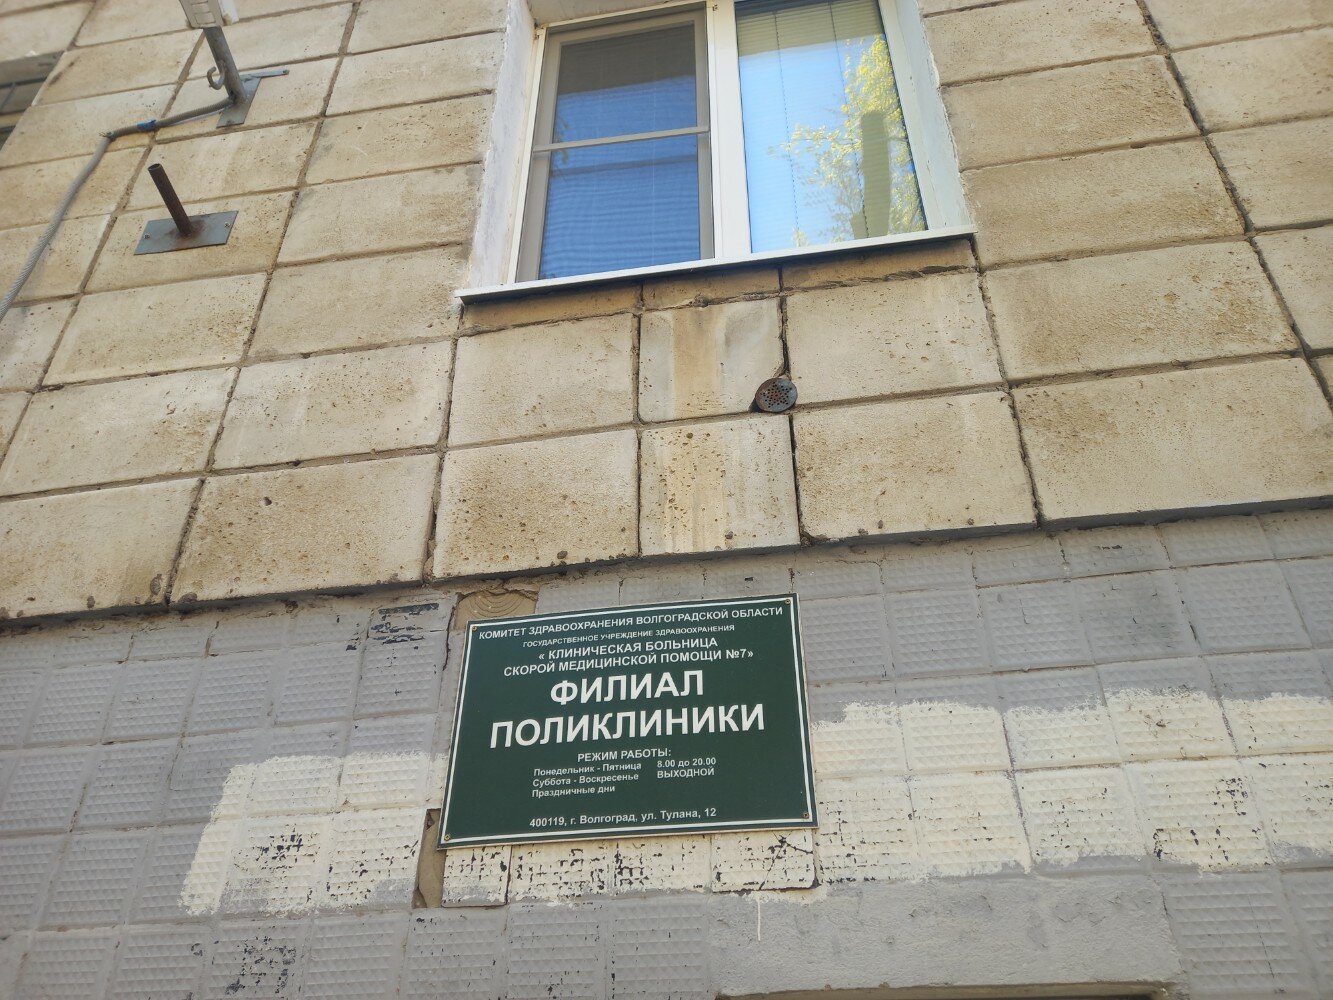 КОМИТЕТ ЗДРАВООХРАНЕНИЯ ВОЛГОГРАДСКОЙ ОБЛАСТИ
ГОСУДАРСТВЕННОЕ УЧРЕЖДЕНИЕ ЗДРАВООХРАНЕНИЯ
« КЛИНИЧЕСКАЯ БОЛЬНИЦА
СКОРОЙ МЕДИЦИНСКОЙ ПОМОЩИ №7»
ФИЛИАЛ
ПОЛИКЛИНИКИ
РЕЖИМ РАБОТЫ:
Понедельник - Пятница 8.00 до 20.00
Суббота - Воскресенье ВЫХОДНОЙ
Праздничные дни
400119, г. Волгоград, ул. Тулана, 12